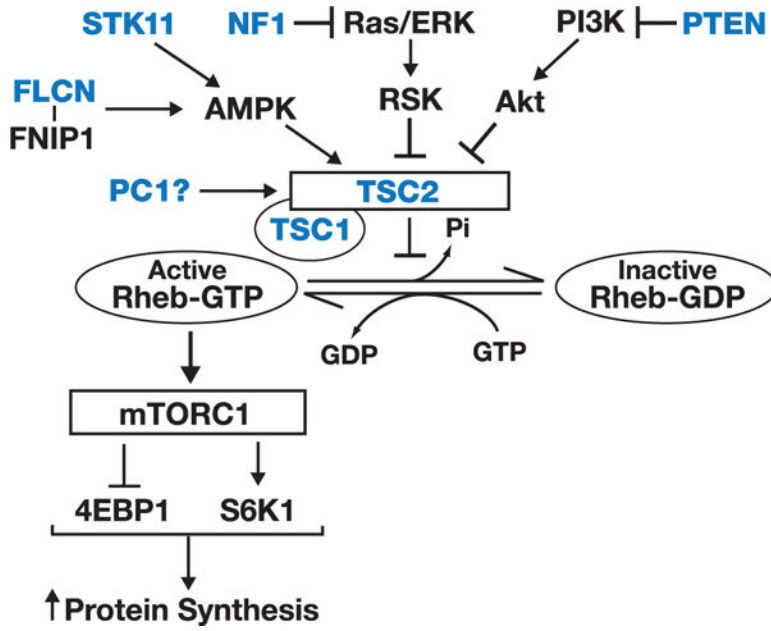 STK11
NF1
Ras/ERK
PI3K
PTEN
FLCN
FNIP1
AMPK
RSK
Akt
PC1?
TSC2
TSC1
Pi
Active
Rheb-GTP
Inactive
Rheb-GDP
GDP
GTP
mTORC1
4EBP1
S6K1
Protein Synthesis